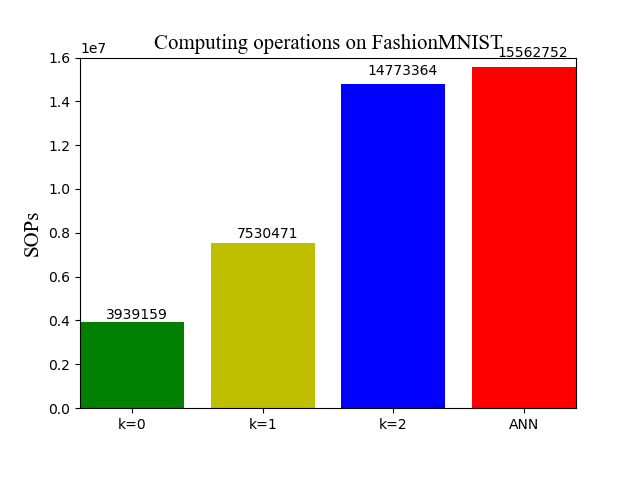 Computing operations on FashionMNIST
1e7
15562752
1.6
14773364
1.4
1.2
1.0
7530471
0.8
SOPs
0.6
3939159
0.4
0.2
0.0
k=0
k=1
k=2
ANN